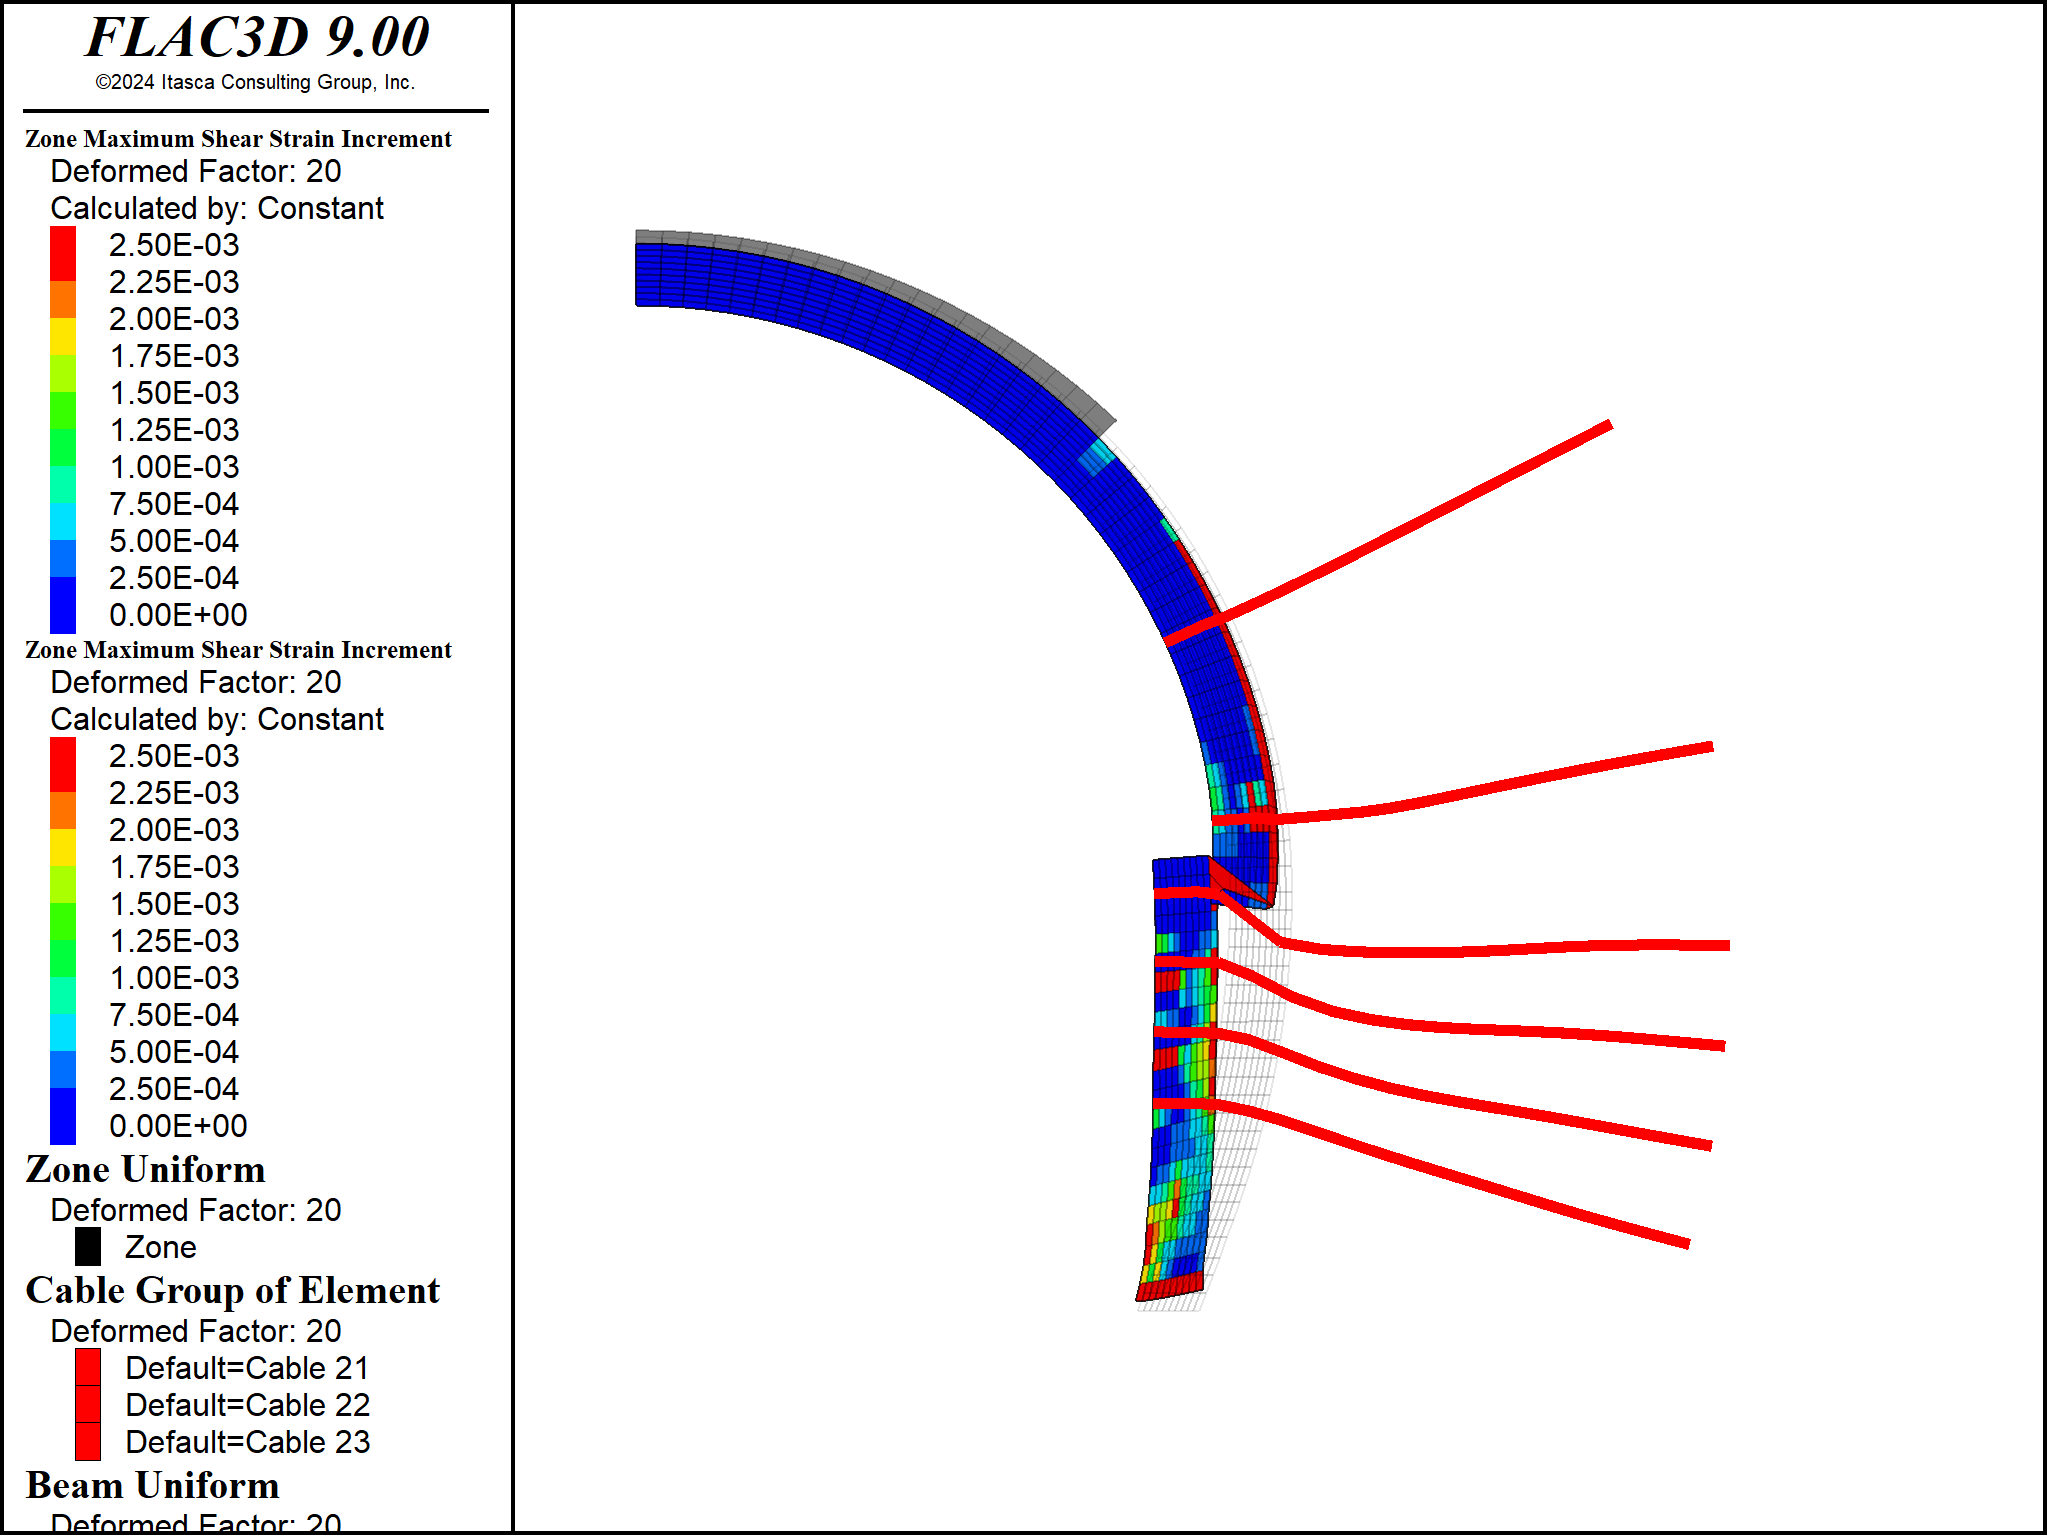 FLAC3D 9.00
©2024 Itasca Consulting Group, Inc.
Zone Maximum Shear Strain Increment
Deformed Factor: 20
Calculated by: Constant
2.50E-03
2.25E-03
2.00E-03
1.75E-03
1.50E-03
1.25E-03
1.00E-03
7.50E-04
5.00E-04
2.50E-04
0.00E+00
Zone Maximum Shear Strain Increment
Deformed Factor: 20
Calculated by: Constant
2.50E-03
2.25E-03
2.00E-03
1.75E-03
1.50E-03
1.25E-03
1.00E-03
7.50E-04
5.00E-04
2.50E-04
0.00E+00
Zone Uniform
Deformed Factor: 20
Zone
Cable Group of Element
Deformed Factor: 20
Default=Cable 21
Default=Cable 22
Default=Cable 23
Beam Uniform
Deformed Factor: 20